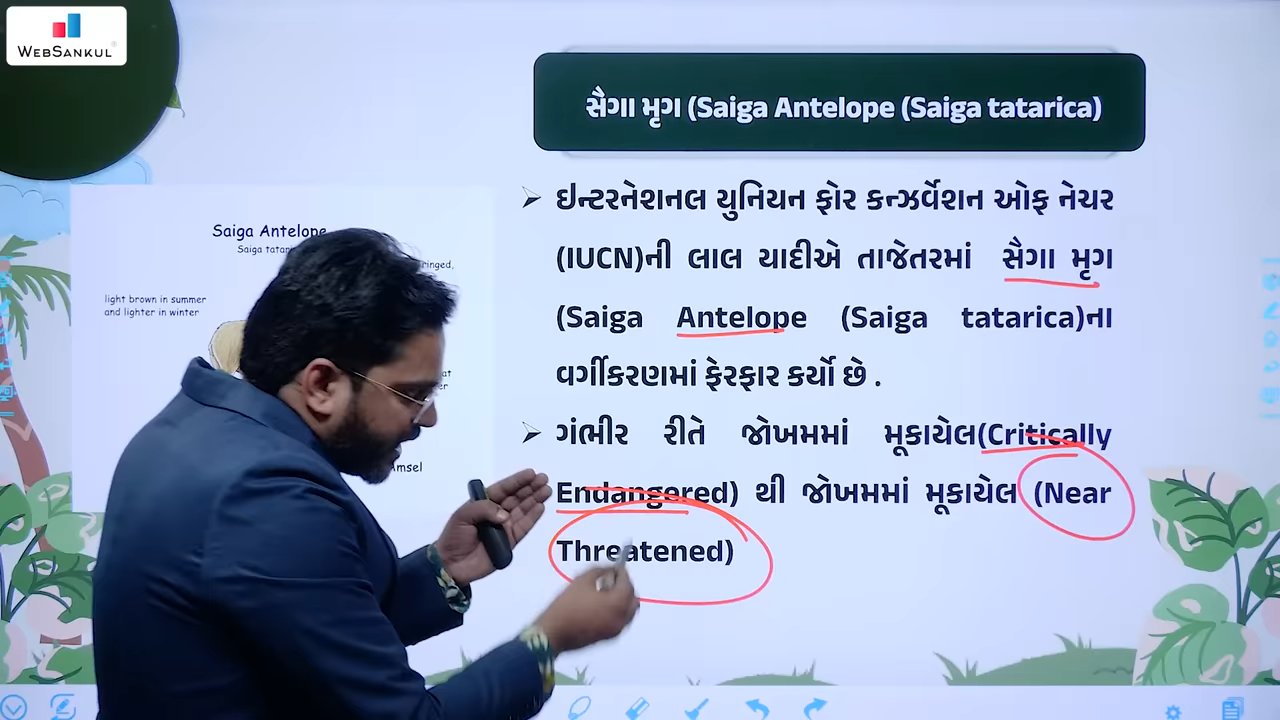 WEBSANKUL
સૈગા મૃગ (Saiga Antelope (Saiga tatarica)
ઇન્ટરનેશનલ યુનિયન ફોર કન્ઝર્વેશન ઓફ નેચર
(IUCN)ની લાલ યાદીએ તાજેતરમાં સૈગા મૃગ
(Saiga Antelope (Saiga tatarica)ના
વર્ગીકરણમાં ફેરફાર કર્યો છે .
ગંભીર રીતે જોખમમાં મૂકાયેલ(Critically
Endangered) થી જોખમમાં મૂકાયેલ (Near
Threatened)
Saiga Antelope
Saiga
light brown in summer
and lighter in winter